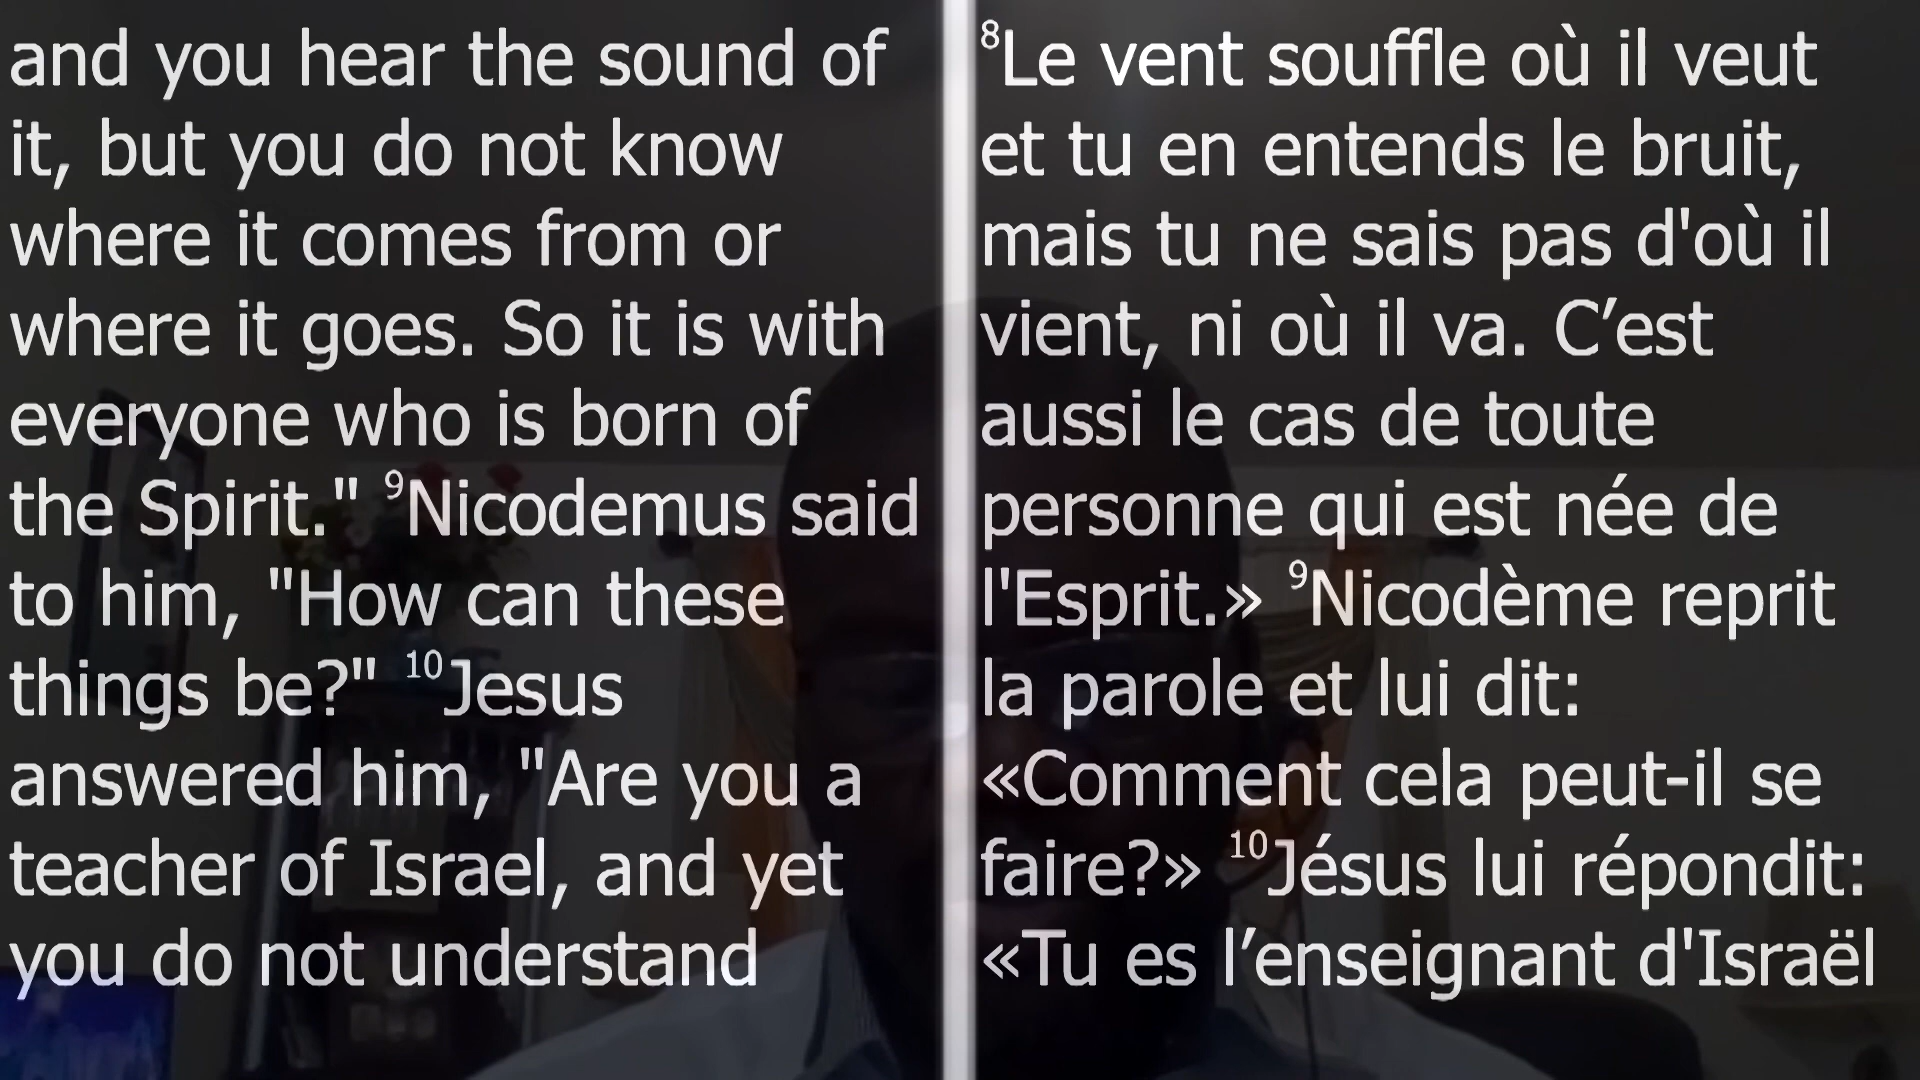 and you hear the sound of
it, but you do not know
where it comes from or
where it goes. So it is with
everyone who is born of
the Spirit." ⁹Nicodemus said
to him, "How can these
things be?" ¹⁰Jesus
answered him, "Are you a
teacher of Israel, and yet
you do not understand
⁸Le vent souffle où il veut
et tu en entends le bruit,
mais tu ne sais pas d'où il
vient, ni où il va. C’est
aussi le cas de toute
personne qui est née de
l'Esprit.» ⁹Nicodème reprit
la parole et lui dit:
«Comment cela peut-il se
faire?» ¹⁰Jésus lui répondit:
«Tu es l’enseignant d'Israël